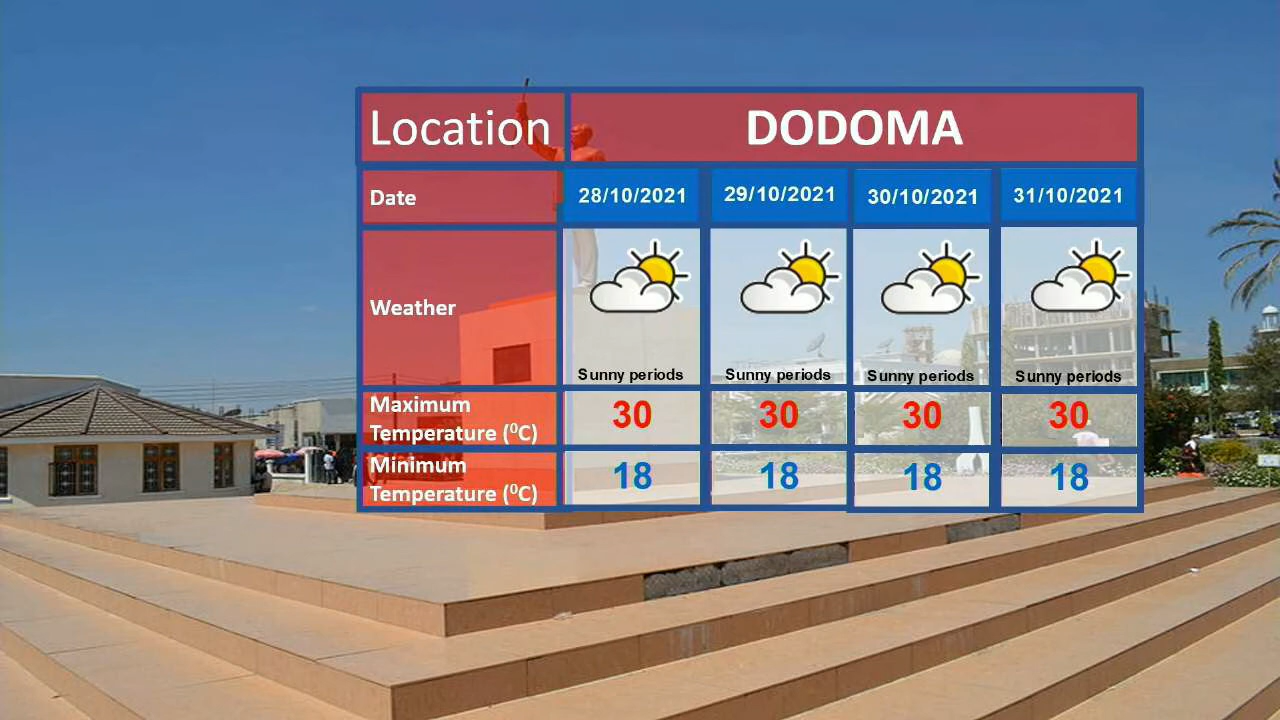 Location DODOMA
Date 28/10/2021 29/10/2021 30/10/2021 31/10/2021
Weather Sunny periods Sunny periods Sunny periods Sunny periods
Maximum
Temperature (⁰C) 30 30 30 30
Minimum
Temperature (⁰C) 18 18 18 18